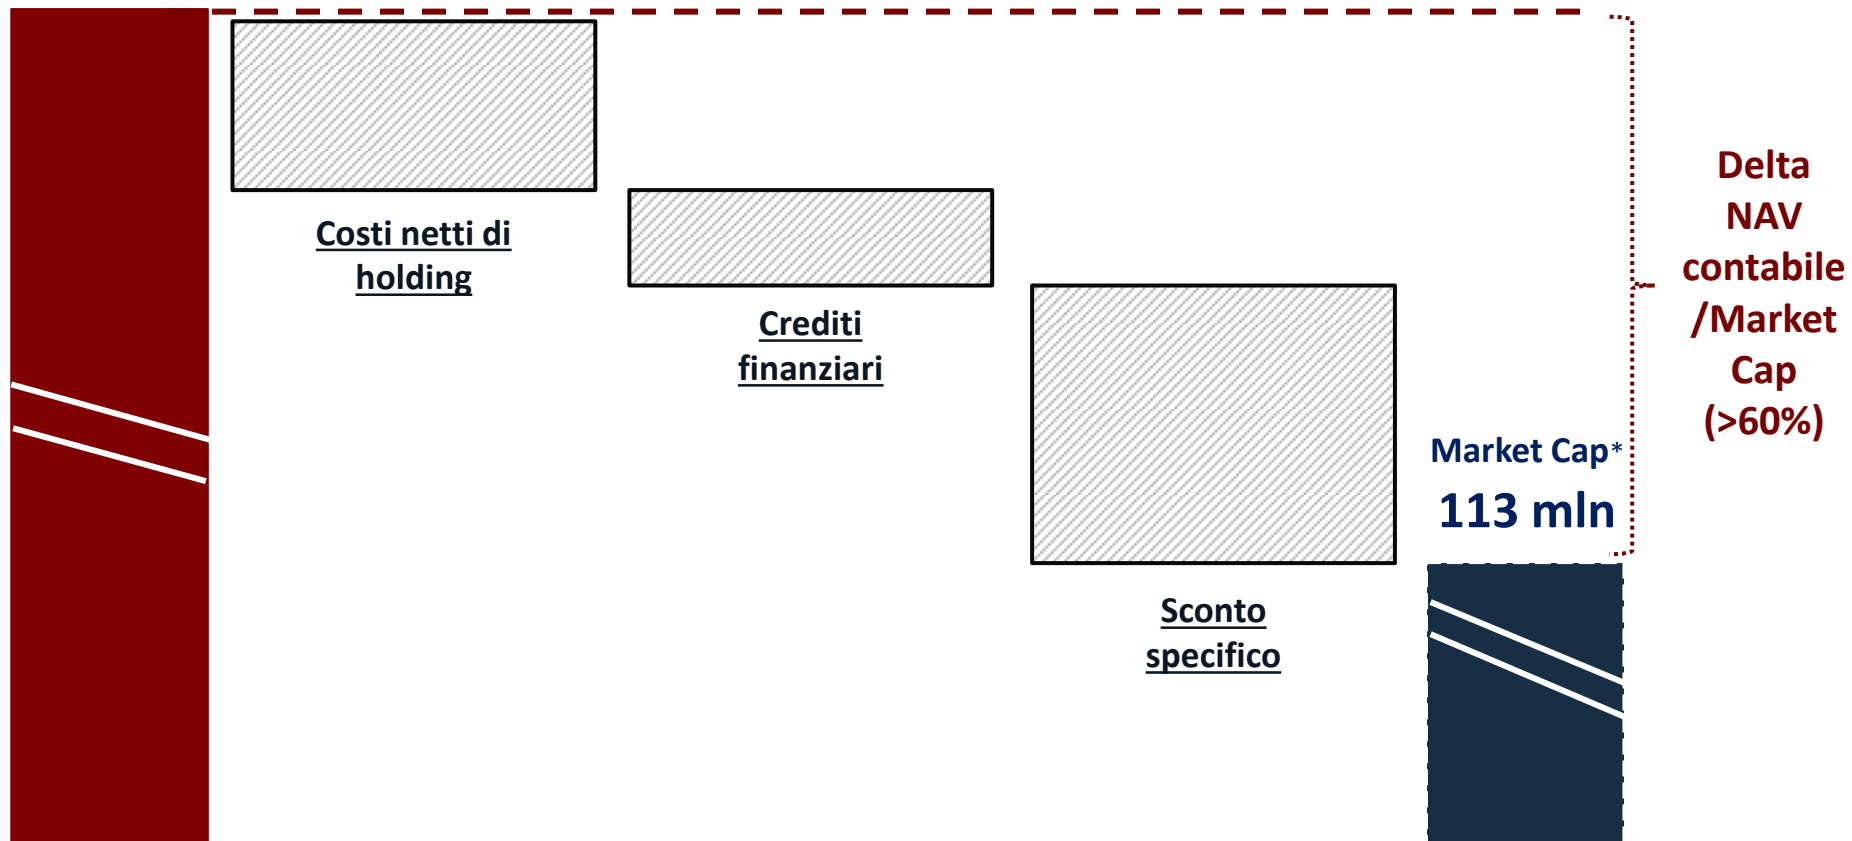 Costi netti di
holding
Crediti
finanziari
Sconto
specifico
Market Cap*
113 mln
Delta
NAV
contabile
/Market
Cap
(>60%)